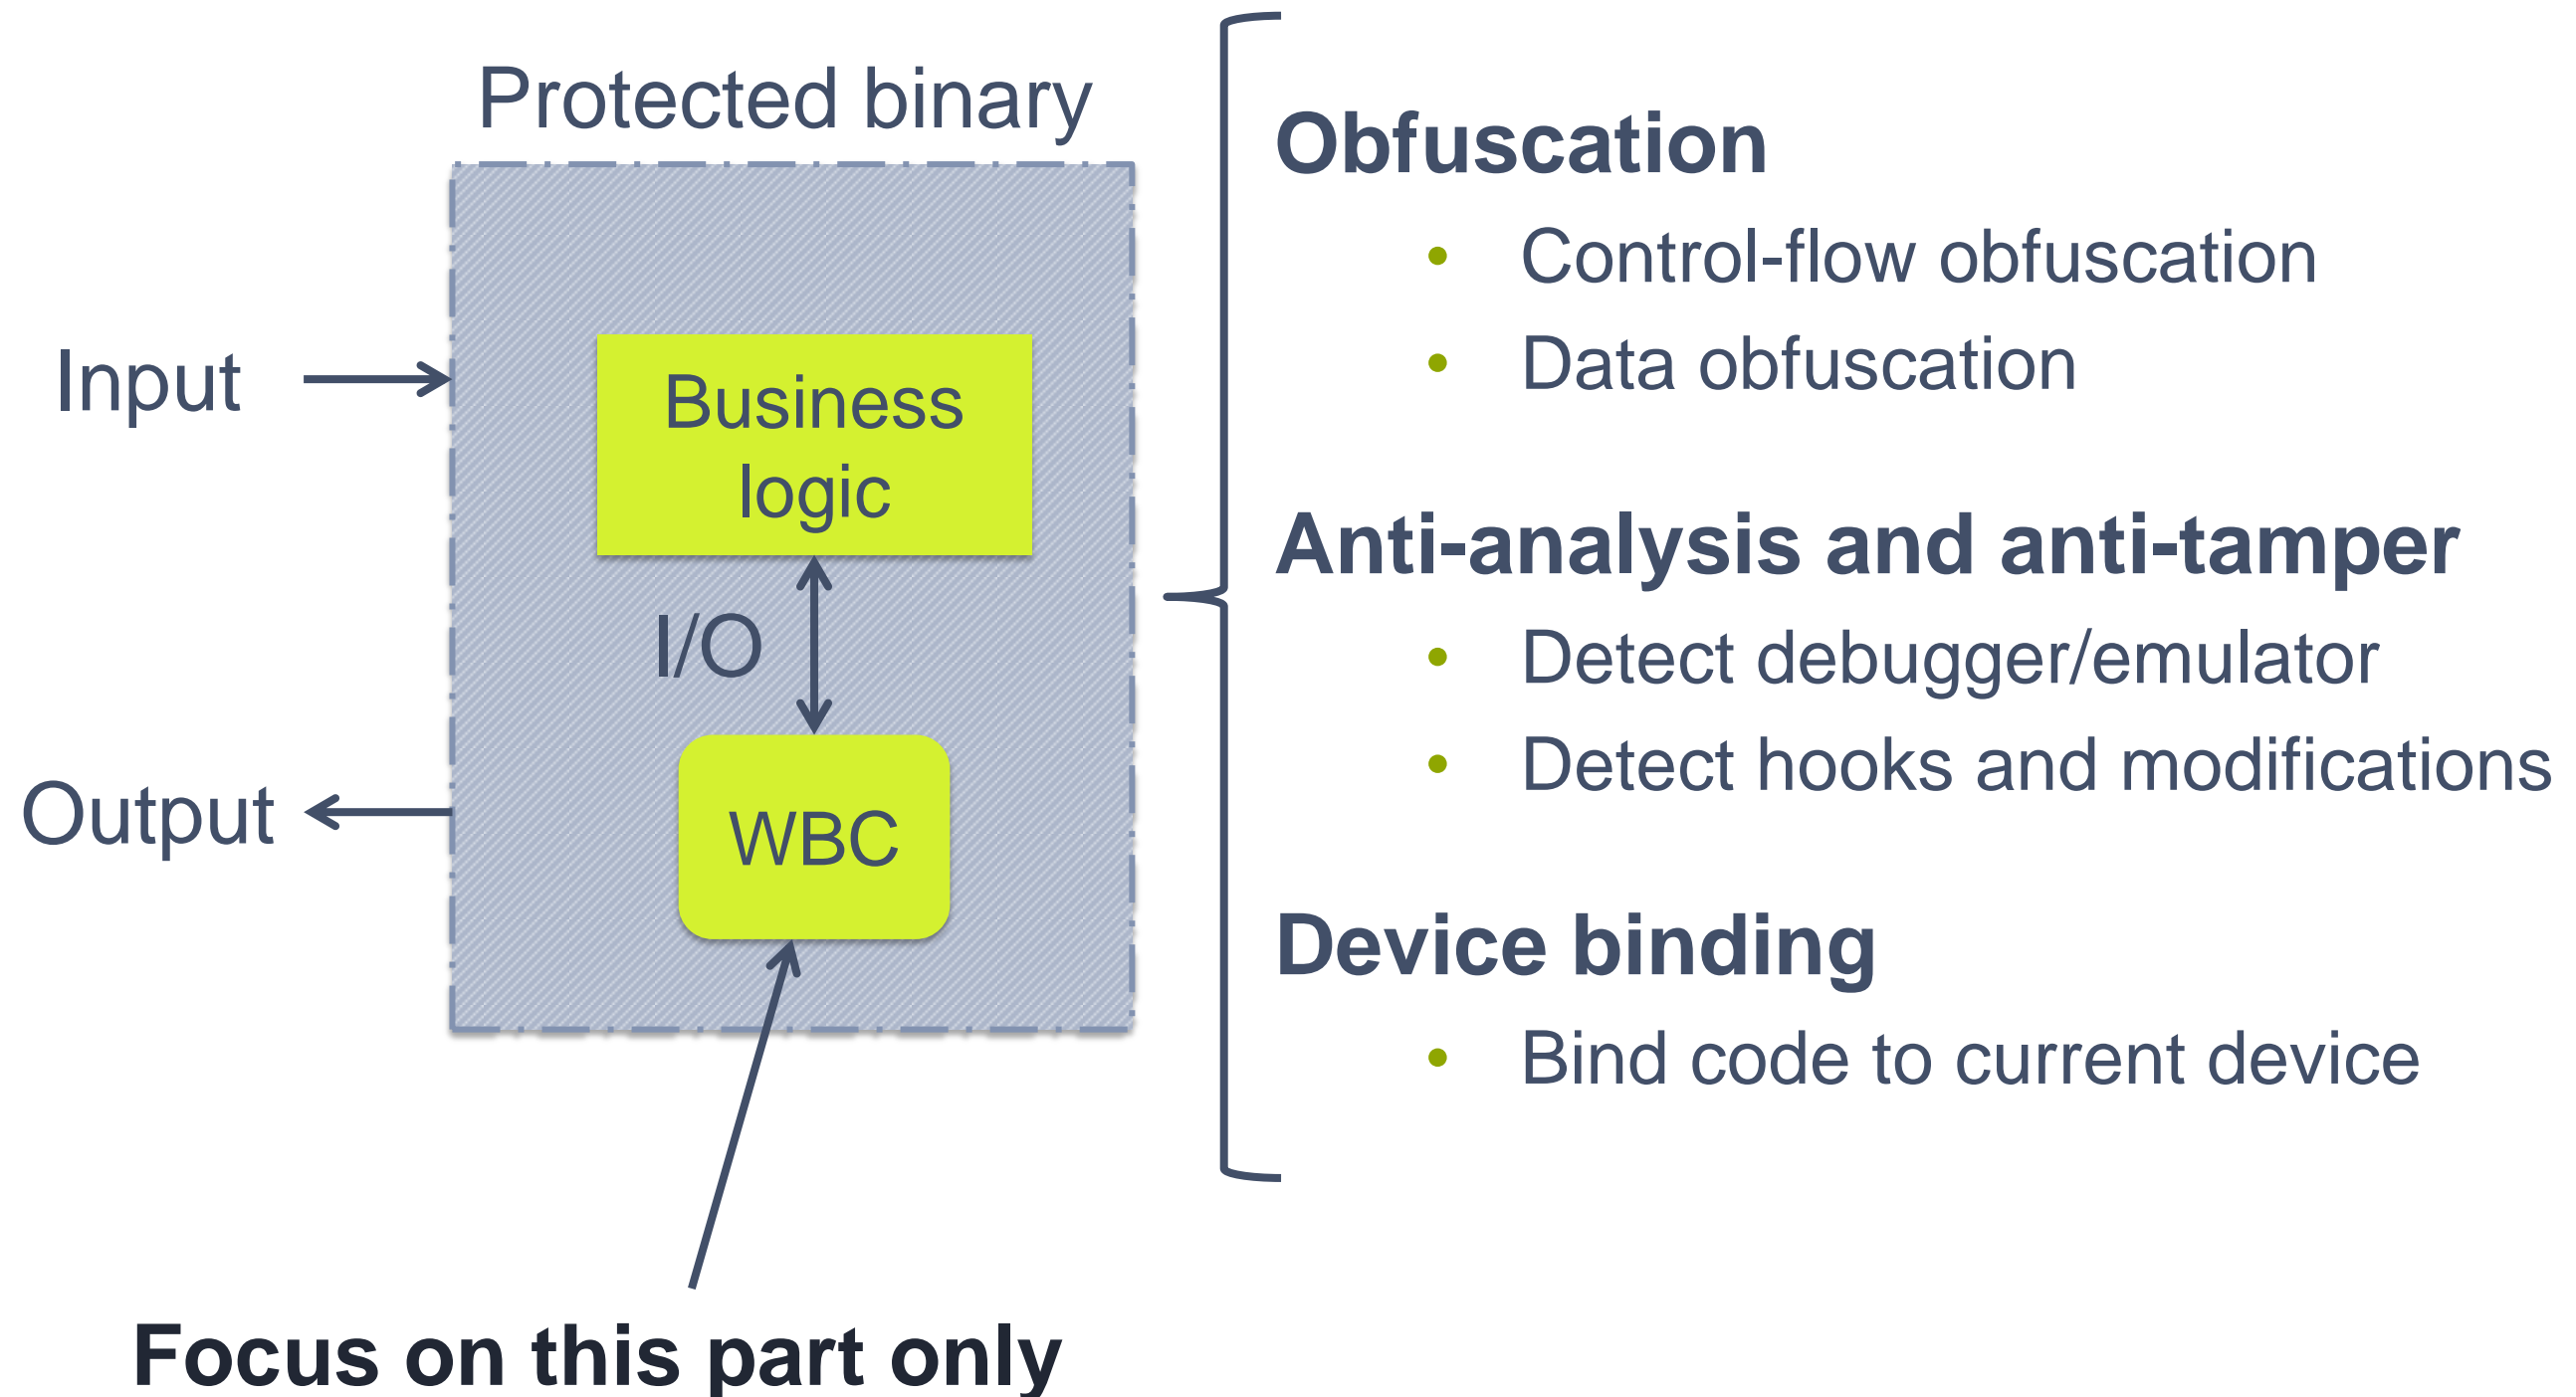 Protected binary
Input
Business
logic
I/O
Output
WBC
Focus on this part only
Obfuscation
• Control-flow obfuscation
• Data obfuscation
Anti-analysis and anti-tamper
• Detect debugger/emulator
• Detect hooks and modifications
Device binding
• Bind code to current device